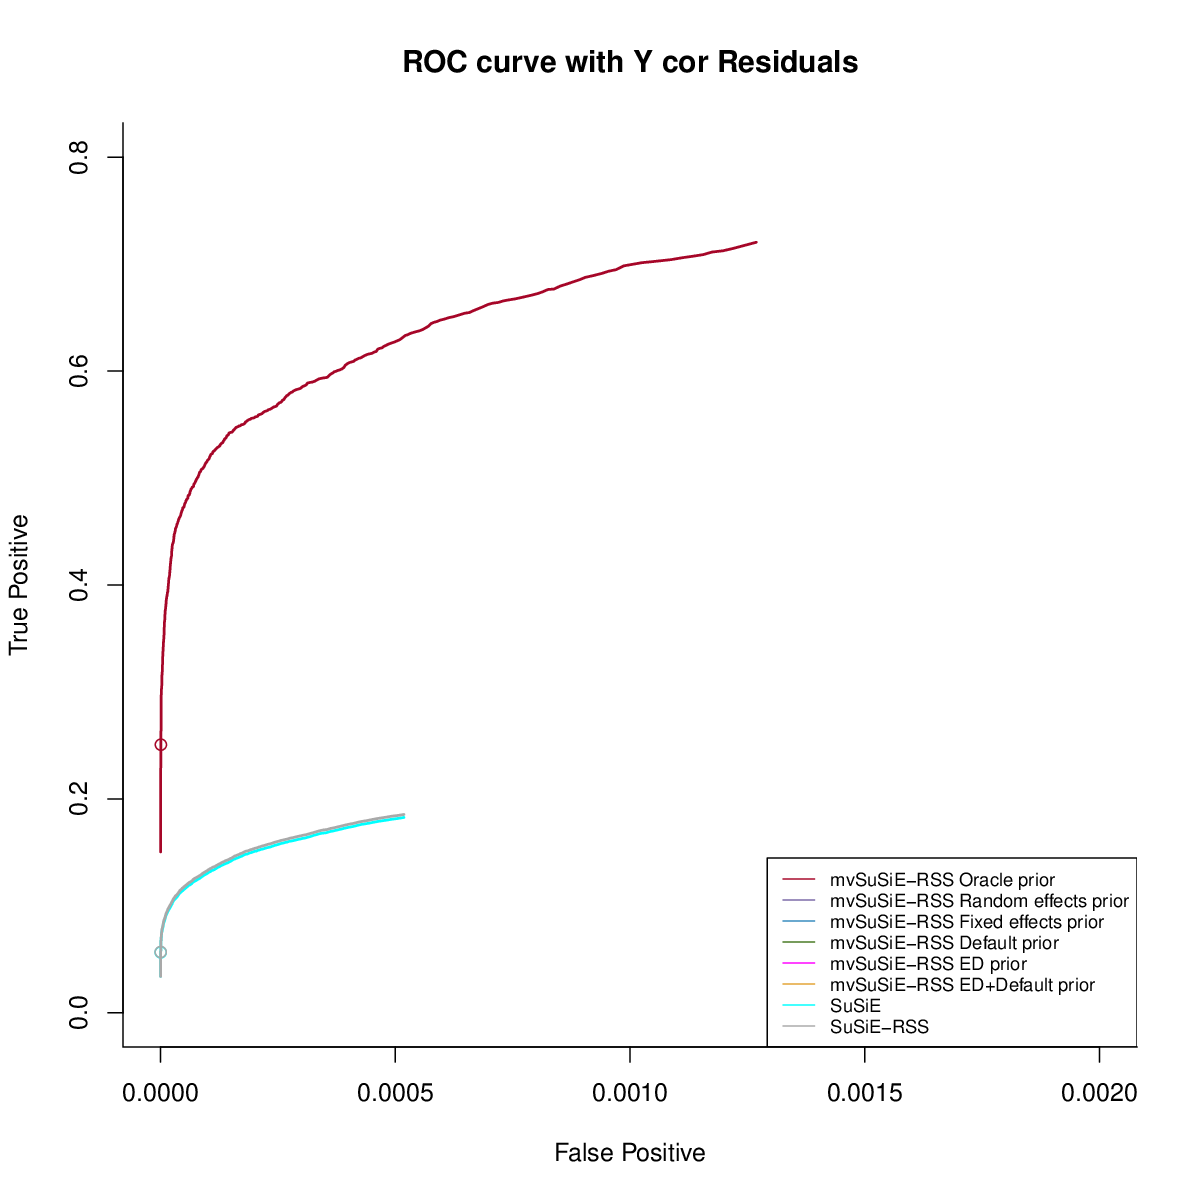 ROC curve with Y cor Residuals
True Positive
0.8
0.6
0.4
0.2
0.0
mvSuSiE−RSS Oracle prior
mvSuSiE−RSS Random effects prior
mvSuSiE−RSS Fixed effects prior
mvSuSiE−RSS Default prior
mvSuSiE−RSS ED prior
mvSuSiE−RSS ED+Default prior
SuSiE
SuSiE−RSS
0.0000 0.0005 0.0010 0.0015 0.0020
False Positive